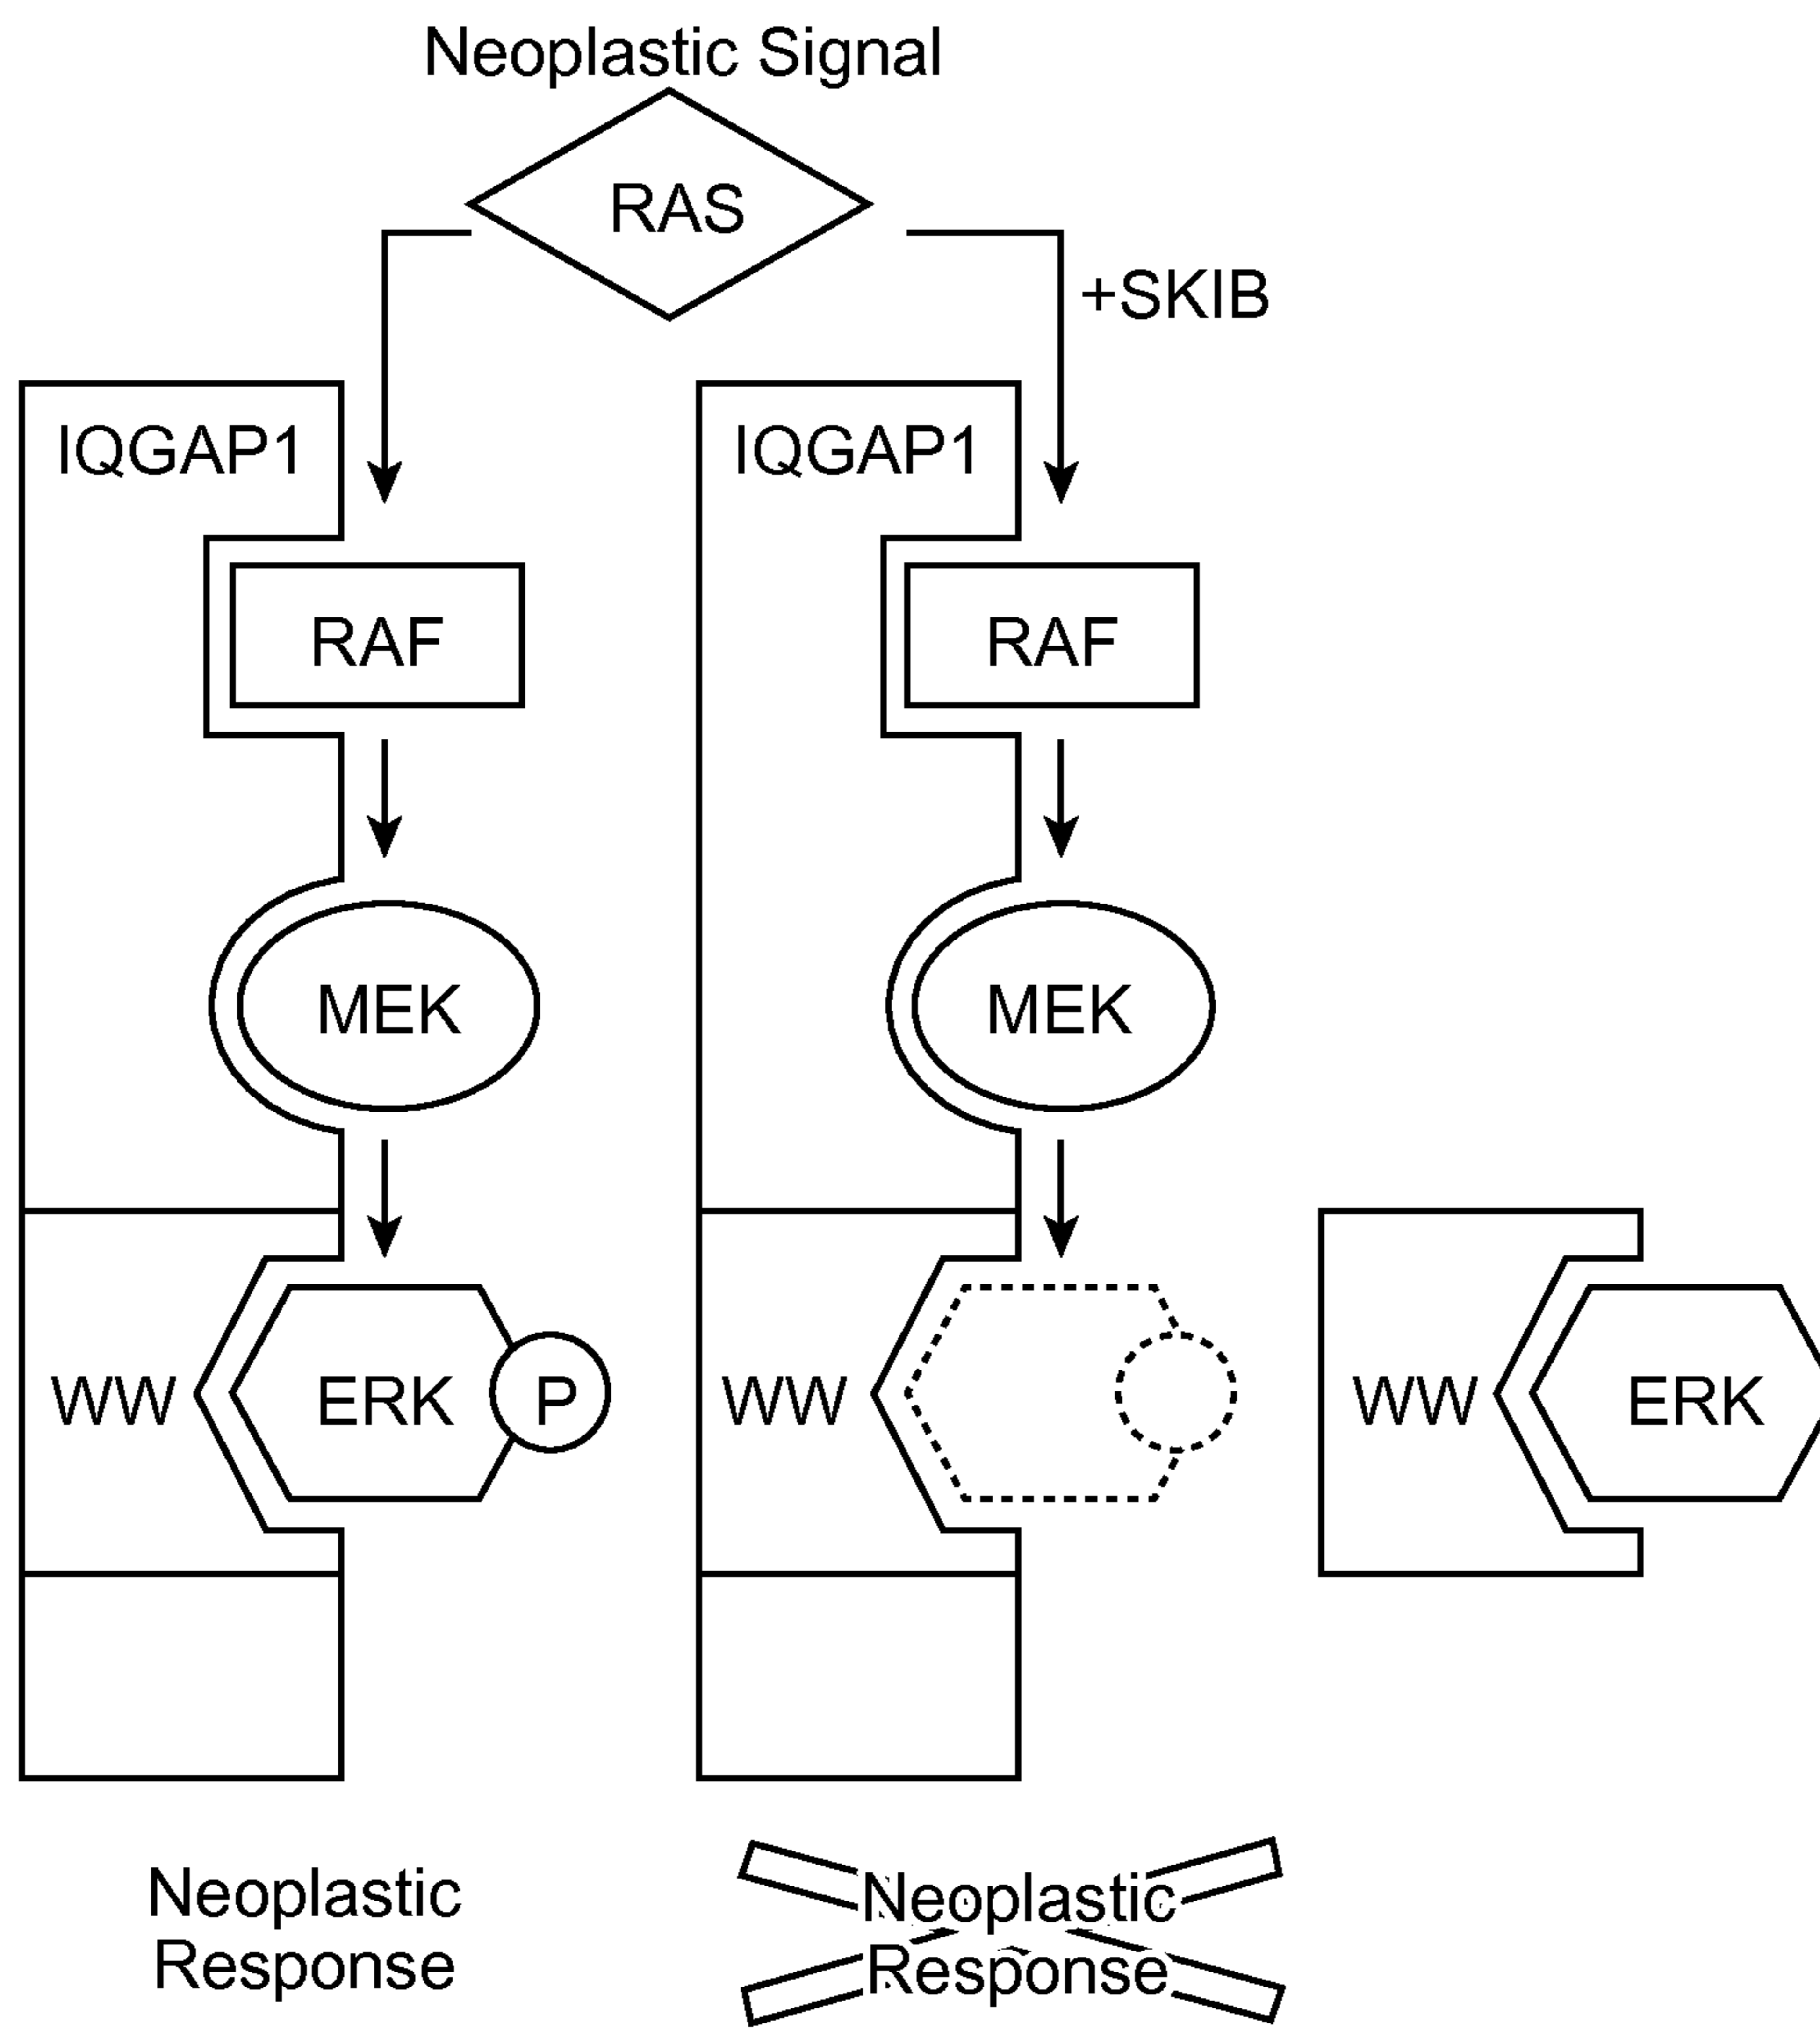 Neoplastic Signal
RAS
+SKIB
IQGAP1
IQGAP1
RAF
RAF
MEK
MEK
WW
ERK
P
WW
WW
ERK
Neoplastic
Response
Neoplastic
Response